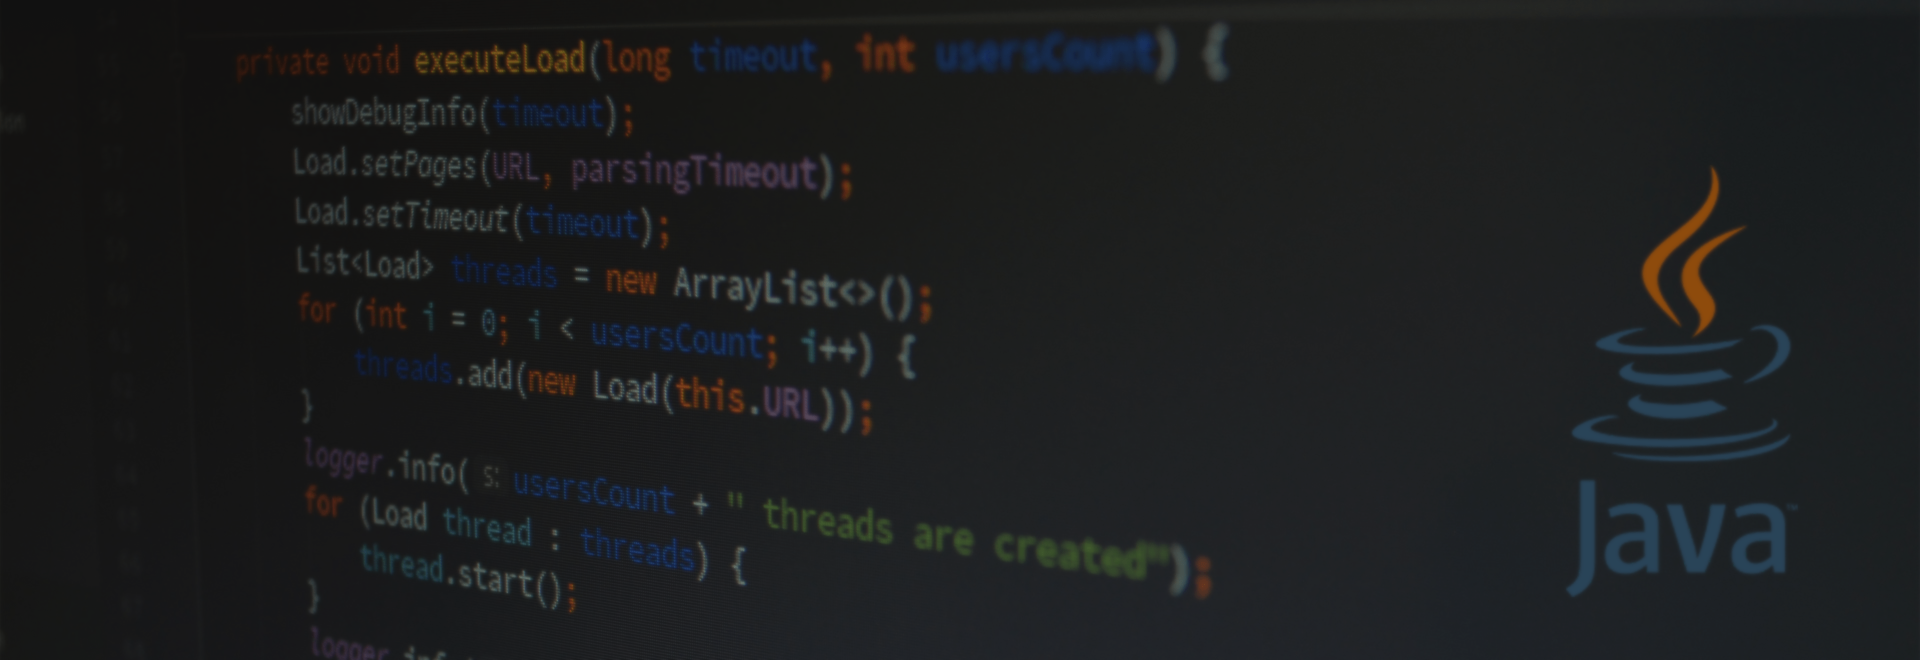 private void executeLoad(long timeout, int usersCount) {
showDebugInfo(timeout);
Load.setPages(URL, parsingTimeout);
Load.setTimeout(timeout);
List<Load> threads = new ArrayList<>();
for (int i = 0; i < usersCount; i++) {
threads.add(new Load(this.URL));
}
logger.info( s: usersCount + " threads are created");
for (Load thread : threads) {
thread.start();
}
logger
Java™